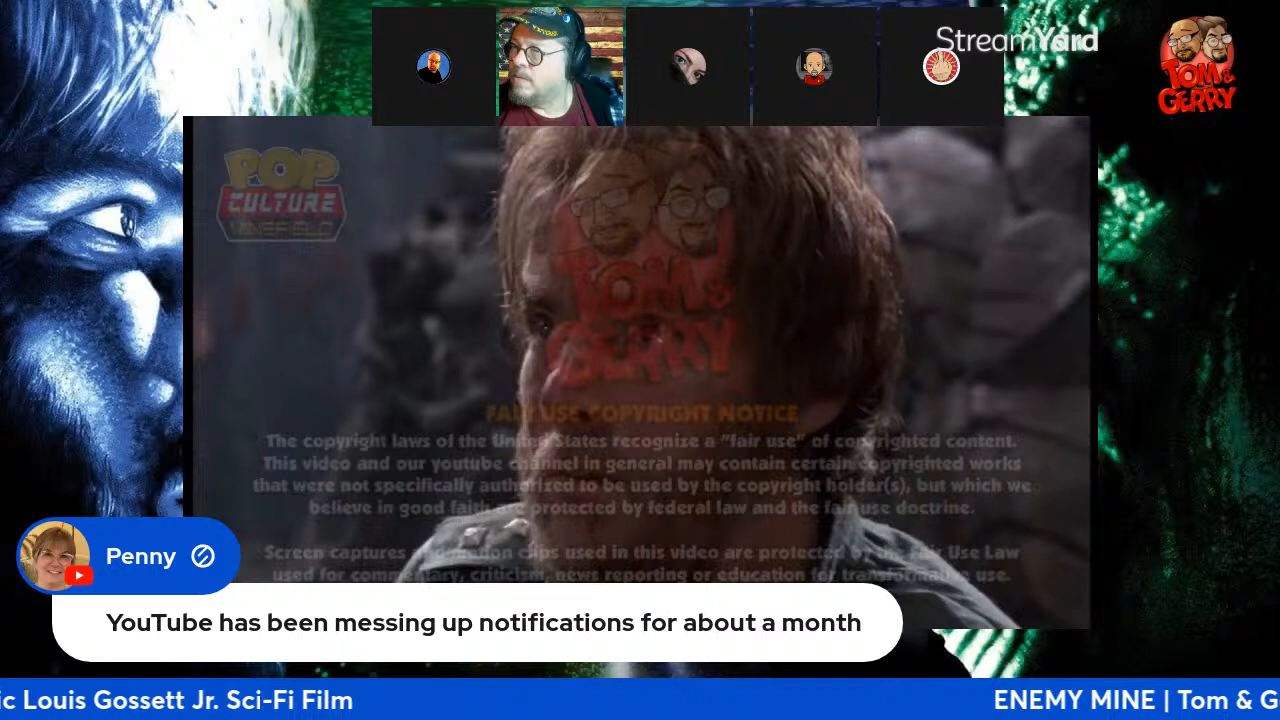 StreamYard
TOM &
GERRY
POP
CULTURE
MINEFIELD
TOM &
GERRY
FAIR USE COPYRIGHT NOTICE
The copyright laws of the United States recognize a "fair use" of copyrighted content.
This video and our youtube channel in general may contain certain copyrighted works
that were not specifically authorized to be used by the copyright holder(s), but which we
believe in good faith are protected by federal law and the fair use doctrine.
Screen captures and motion clips used in this video are protected by the Fair Use Law
used for commentary, criticism, news reporting or education for transformative use.
Penny
YouTube has been messing up notifications for about a month
ic Louis Gossett Jr. Sci-Fi Film
ENEMY MINE | Tom & G